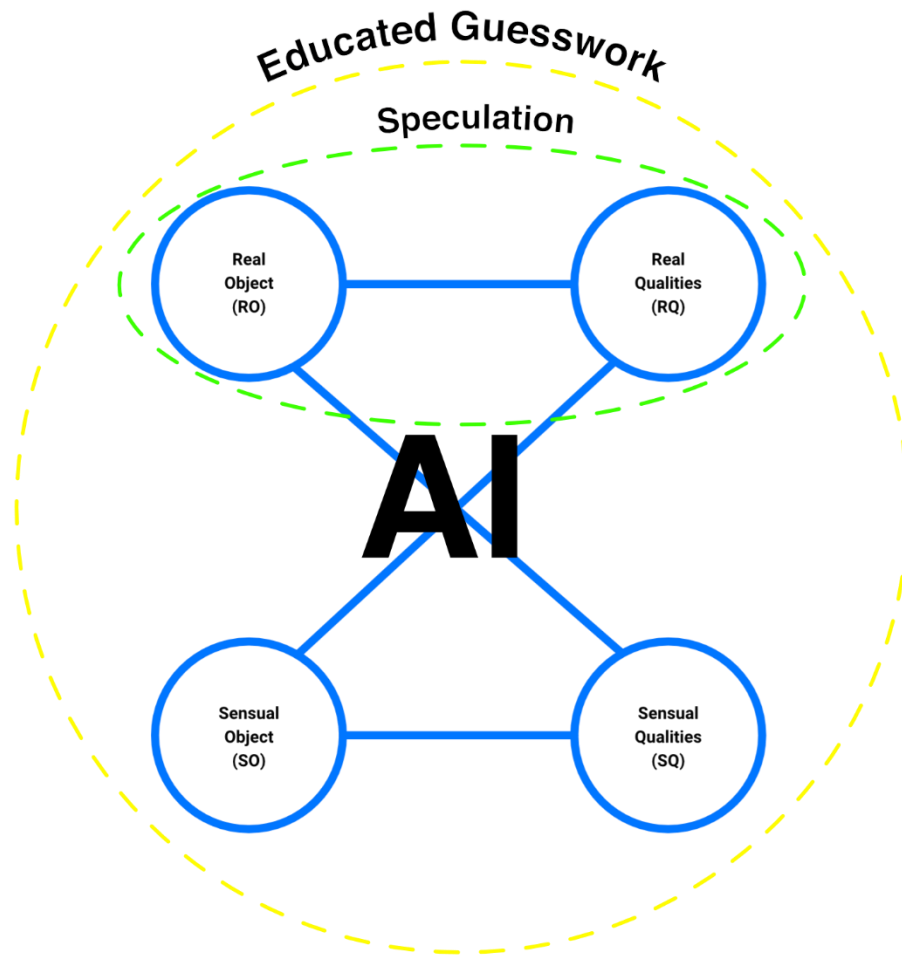 Educated Guesswork
Speculation
Real
Object
(RO)
Real
Qualities
(RQ)
AI
Sensual
Object
(SO)
Sensual
Qualities
(SQ)